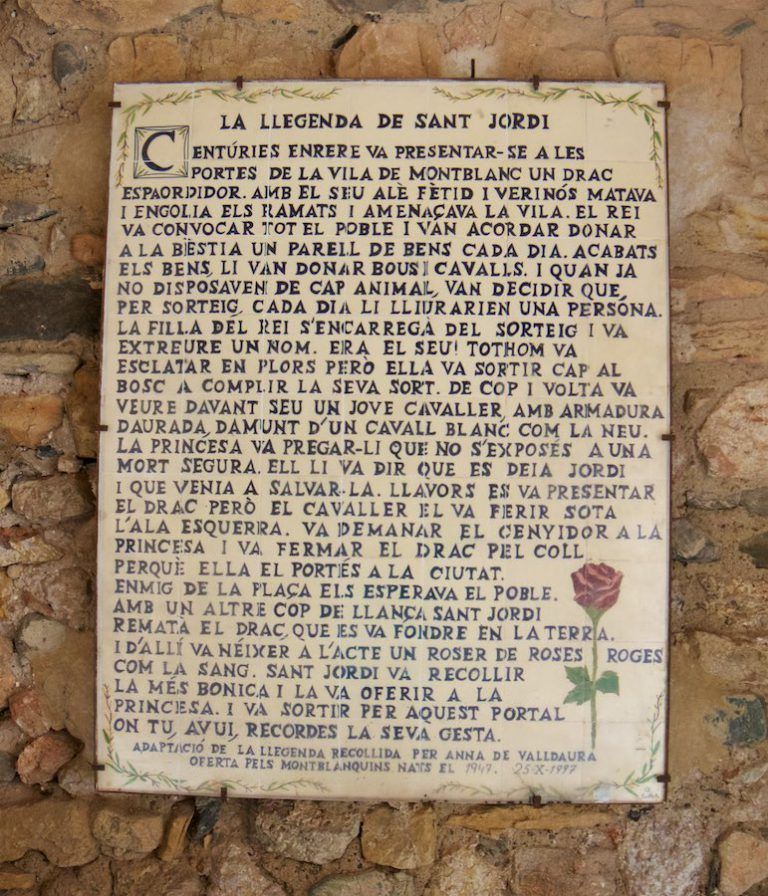 LA LLEGENDA DE SANT JORDI
CENTÚRIES ENRERE VA PRESENTAR-SE A LES
PORTES DE LA VILA DE MONTBLANC UN DRAC
ESPAORDIDOR. AMB EL SEU ALÈ FÈTID I VERINÓS MATAVA
I ENGOLIA ELS RAMATS I AMENAÇAVA LA VILA. EL REI
VA CONVOCAR TOT EL POBLE I VAN ACORDAR DONAR
A LA BÈSTIA UN PARELL DE BENS CADA DIA. ACABATS
ELS BENS, LI VAN DONAR BOUS I CAVALLS. I QUAN JA
NO DISPOSAVEN DE CAP ANIMAL, VAN DECIDIR QUE,
PER SORTEIG, CADA DIA LI LLIURARIEN UNA PERSÓNA.
LA FILLA DEL REI S'ENCARREGÀ DEL SORTEIG I VA
EXTREURE UN NOM. ERA EL SEU! TOTHOM VA
ESCLATAR EN PLORS PERÒ ELLA VA SORTIR CAP AL
BOSC A COMPLIR LA SEVA SORT. DE COP I VOLTA VA
VEURE DAVANT SEU UN JOVE CAVALLER, AMB ARMADURA
DAURADA, DAMUNT D'UN CAVALL BLANC COM LA NEU.
LA PRINCESA VA PREGAR-LI QUE NO S'EXPOSÉS A UNA
MORT SEGURA. ELL LI VA DIR QUE ES DEIA JORDI
I QUE VENIA A SALVAR-LA. LLAVORS ES VA PRESENTAR
EL DRAC PERÒ EL CAVALLER EL VA FERIR SOTA
L'ALA ESQUERRA. VA DEMANAR EL CENYIDOR A LA
PRINCESA I VA FERMAR EL DRAC PEL COLL
PERQUÈ ELLA EL PORTÉS A LA CIUTAT.
ENMIG DE LA PLAÇA ELS ESPERAVA EL POBLE.
AMB UN ALTRE COP DE LLANÇA SANT JORDI
REMATÀ EL DRAC, QUE ES VA FÓNDRE EN LA TERRA.
I D'ALLÍ VA NÉIXER A L'ACTE UN ROSER DE ROSES ROGES
COM LA SANG. SANT JORDI VA RECOLLIR
LA MÉS BONICA I LA VA OFERIR A LA
PRINCESA. I VA SORTIR PER AQUEST PORTAL
ON TÚ, AVUI, RECORDES LA SEVA GESTA.
ADAPTACIÓ DE LA LLEGENDA RECOLLIDA PER ANNA DE VALLDAURA
OFERTA PELS MONTBLANQUINS NATS EL 1947. 25-X-1997